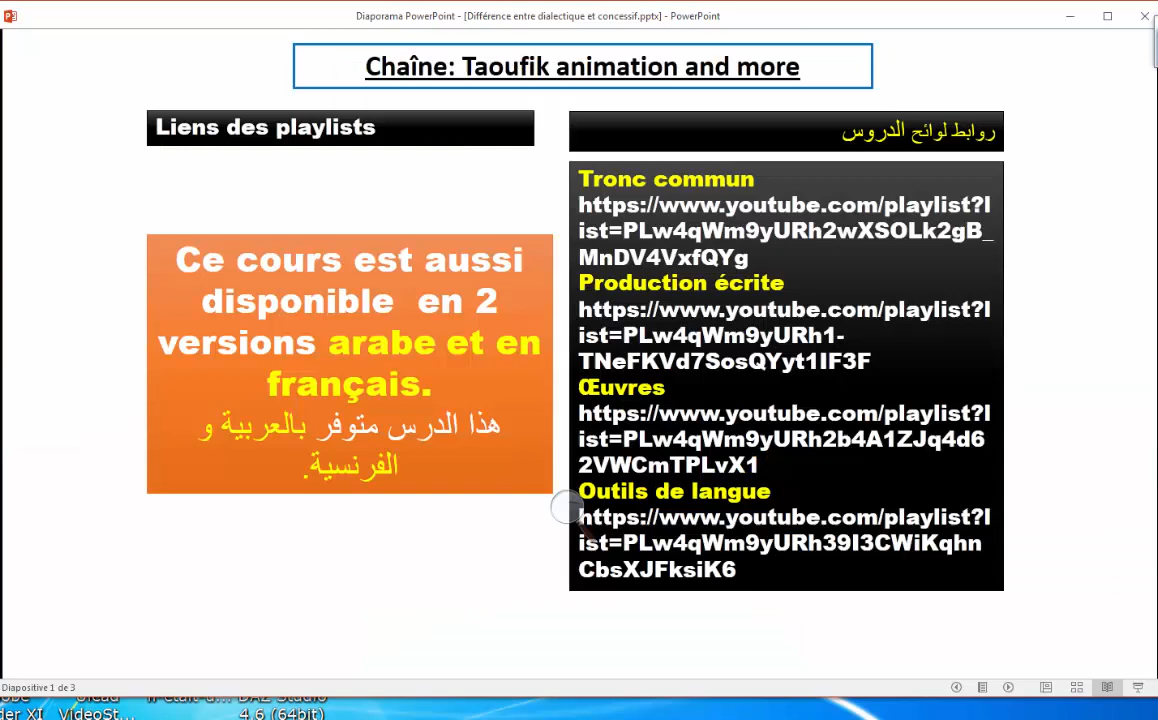 Diaporama PowerPoint - [Différence entre dialectique et concessif.pptx] - PowerPoint
Chaîne: Taoufik animation and more
Liens des playlists
روابط لوائح الدروس
Ce cours est aussi
disponible en 2
versions arabe et en
français.
هذا الدرس متوفر بالعربية و
الفرنسية.
Tronc commun
https://www.youtube.com/playlist?l
ist=PLw4qWm9yURh2wXSOLk2gB_
MnDV4VxfQYg
Production écrite
https://www.youtube.com/playlist?l
ist=PLw4qWm9yURh1-
TNeFKVd7SosQYyt1IF3F
Œuvres
https://www.youtube.com/playlist?l
ist=PLw4qWm9yURh2b4A1ZJq4d6
2VWCmTPLvX1
Outils de langue
https://www.youtube.com/playlist?l
ist=PLw4qWm9yURh39I3CWiKqhn
CbsXJFksiK6
Diapositive 1 de 3
der XI VideoSt... 4.6 (64bit)